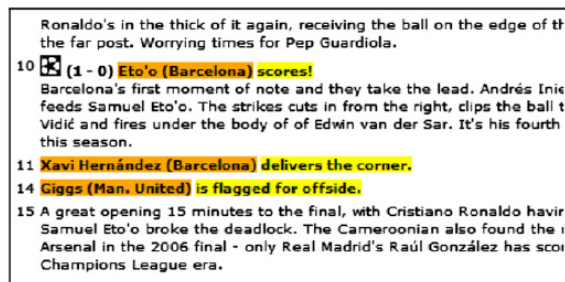 Ronaldo's in the thick of it again, receiving the ball on the edge of
the far post. Worrying times for Pep Guardiola.
10 (1 - 0) Eto'o (Barcelona) scores!
Barcelona's first moment of note and they take the lead. Andrés
feeds Samuel Eto'o. The strikes cuts in from the right, clips the ball
Vidić and fires under the body of of Edwin van der Sar. It's his fourth
this season.
11 Xavi Hernández (Barcelona) delivers the corner.
14 Giggs (Man. United) is flagged for offside.
15 A great opening 15 minutes to the final, with Cristiano Ronaldo
Samuel Eto'o broke the deadlock. The Cameroonian also found the
Arsenal in the 2006 final - only Real Madrid's Raúl González has
Champions League era.